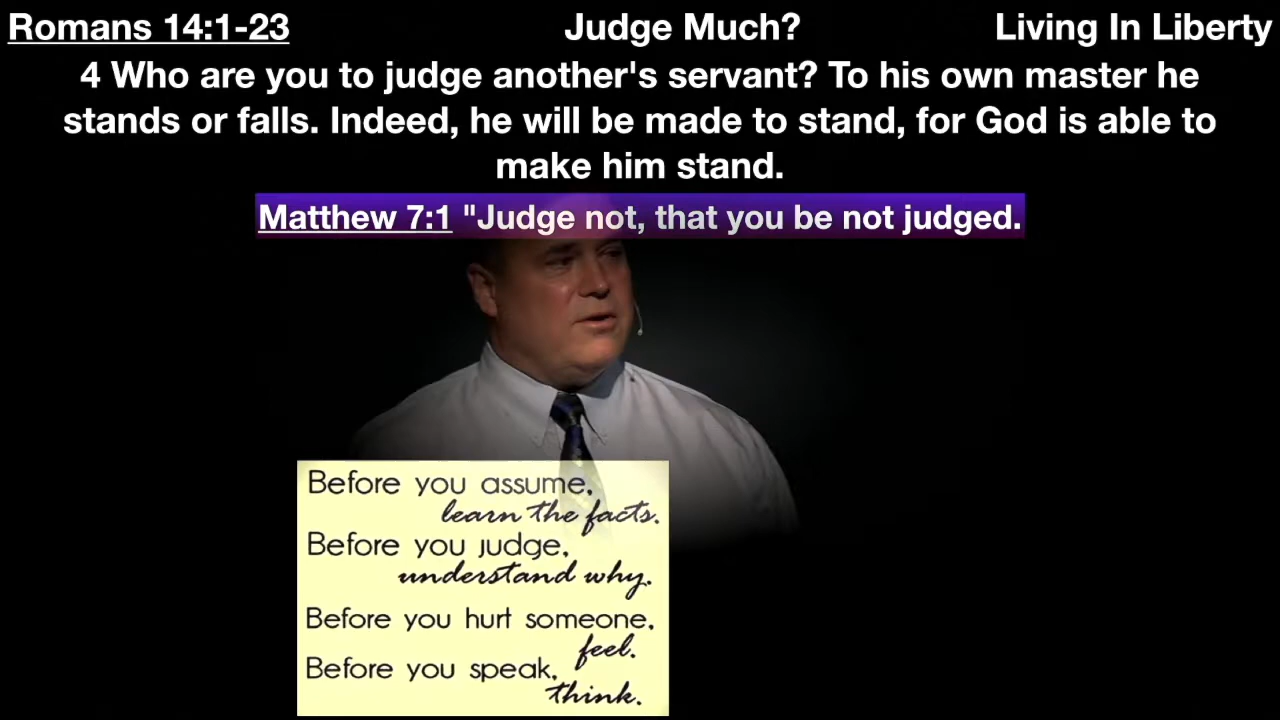 Romans 14:1-23 Judge Much? Living In Liberty
4 Who are you to judge another's servant? To his own master he
stands or falls. Indeed, he will be made to stand, for God is able to
make him stand.
Matthew 7:1 "Judge not, that you be not judged.
Before you assume,
learn the facts.
Before you judge,
understand why.
Before you hurt someone,
feel.
Before you speak,
think.